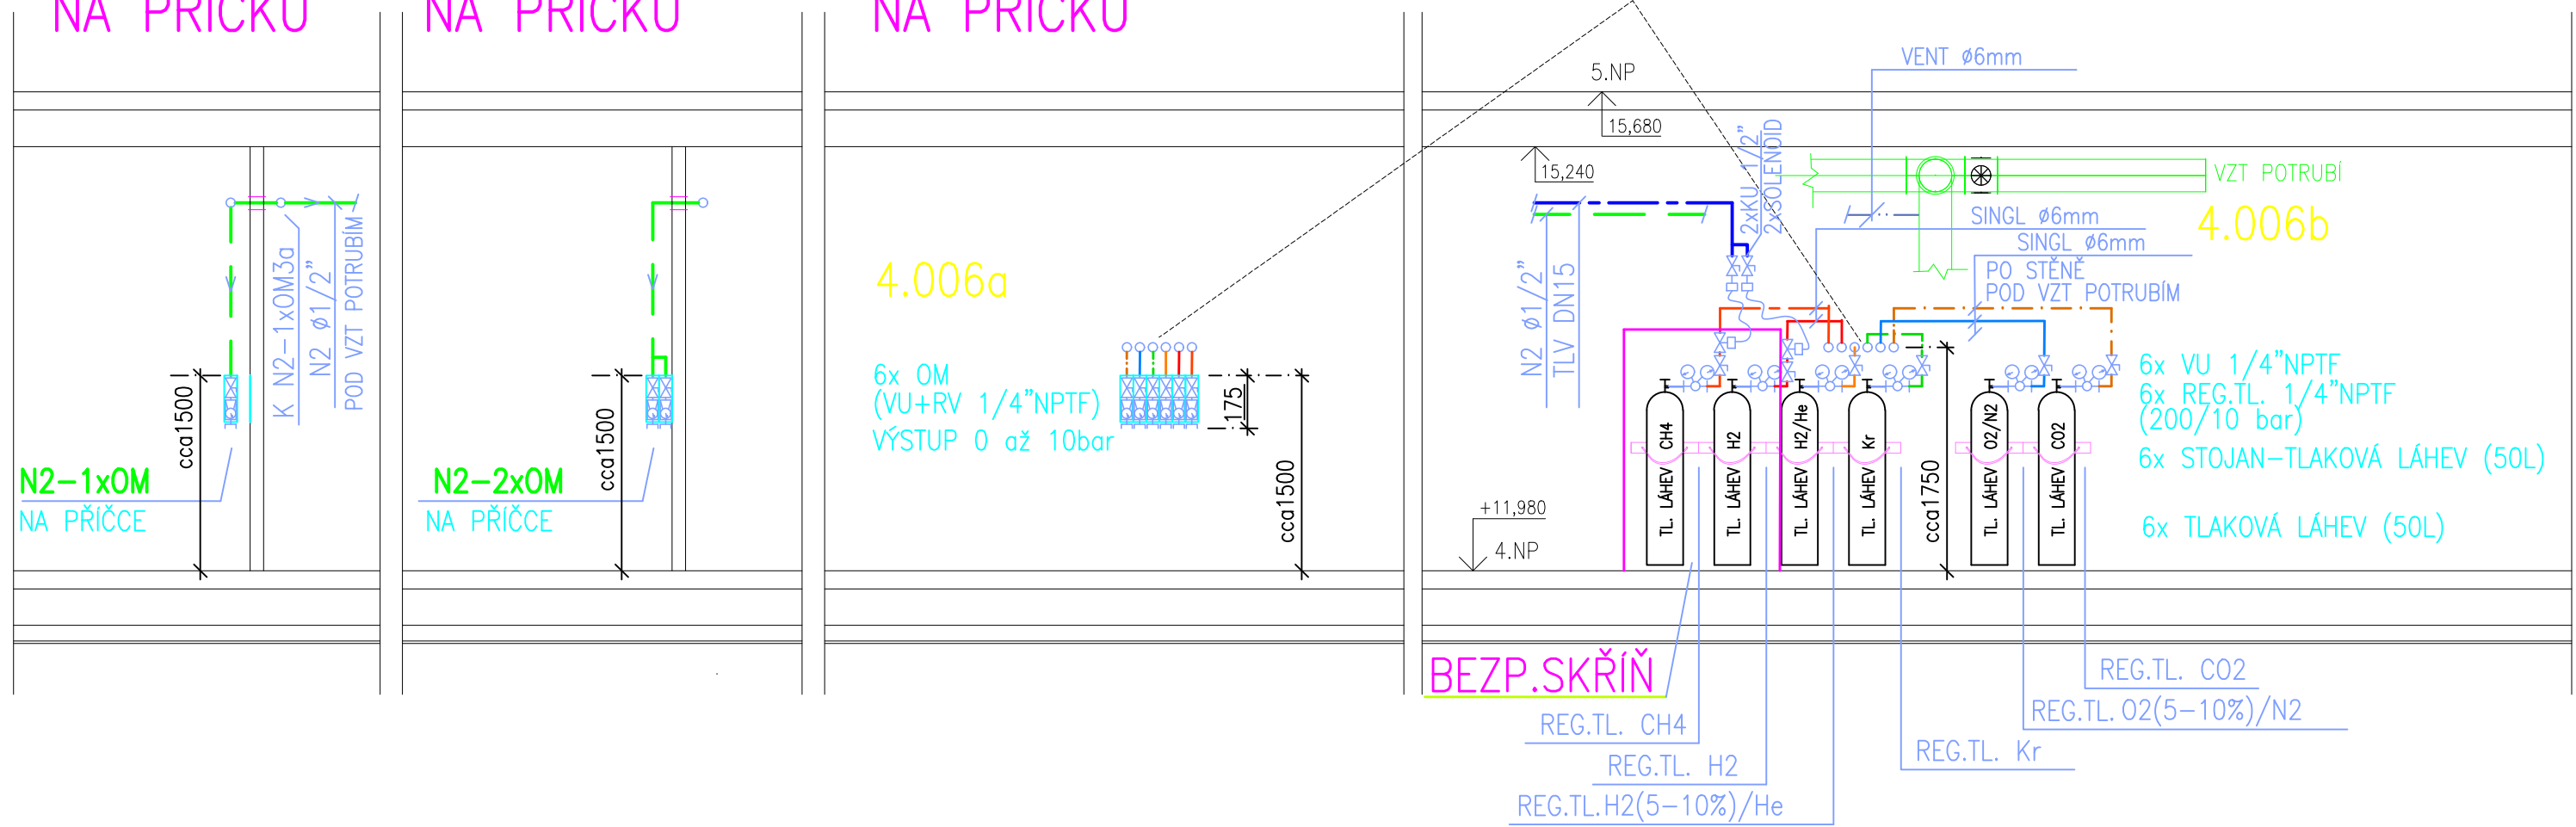 NA PŘÍČKU
NA PŘÍČKU
NA PŘÍČKU
K N2-1xOM3a
N2 ø1/2"
POD VZT POTRUBÍM
cca1500
N2-1xOM
NA PŘÍČCE
cca1500
N2-2xOM
NA PŘÍČCE
4.006a
6x OM
(VU+RV 1/4"NPTF)
VÝSTUP 0 až 10bar
175
cca1500
5.NP
15,680
15,240
VENT ø6mm
2xKU 1/2"
2xSOLENOID
VZT POTRUBÍ
4.006b
SINGL ø6mm
SINGL ø6mm
PO STĚNĚ
POD VZT POTRUBÍM
N2 ø1/2"
TLV DN15
+11,980
4.NP
TL. LÁHEV CH4
TL. LÁHEV H2
TL. LÁHEV H2/He
TL. LÁHEV Kr
cca1750
TL. LÁHEV O2/N2
TL. LÁHEV CO2
6x VU 1/4"NPTF
6x REG.TL. 1/4"NPTF
(200/10 bar)
6x STOJAN-TLAKOVÁ LÁHEV (50L)
6x TLAKOVÁ LÁHEV (50L)
BEZP.SKŘÍŇ
REG.TL. CH4
REG.TL. H2
REG.TL.H2(5-10%)/He
REG.TL. CO2
REG.TL.O2(5-10%)/N2
REG.TL. Kr